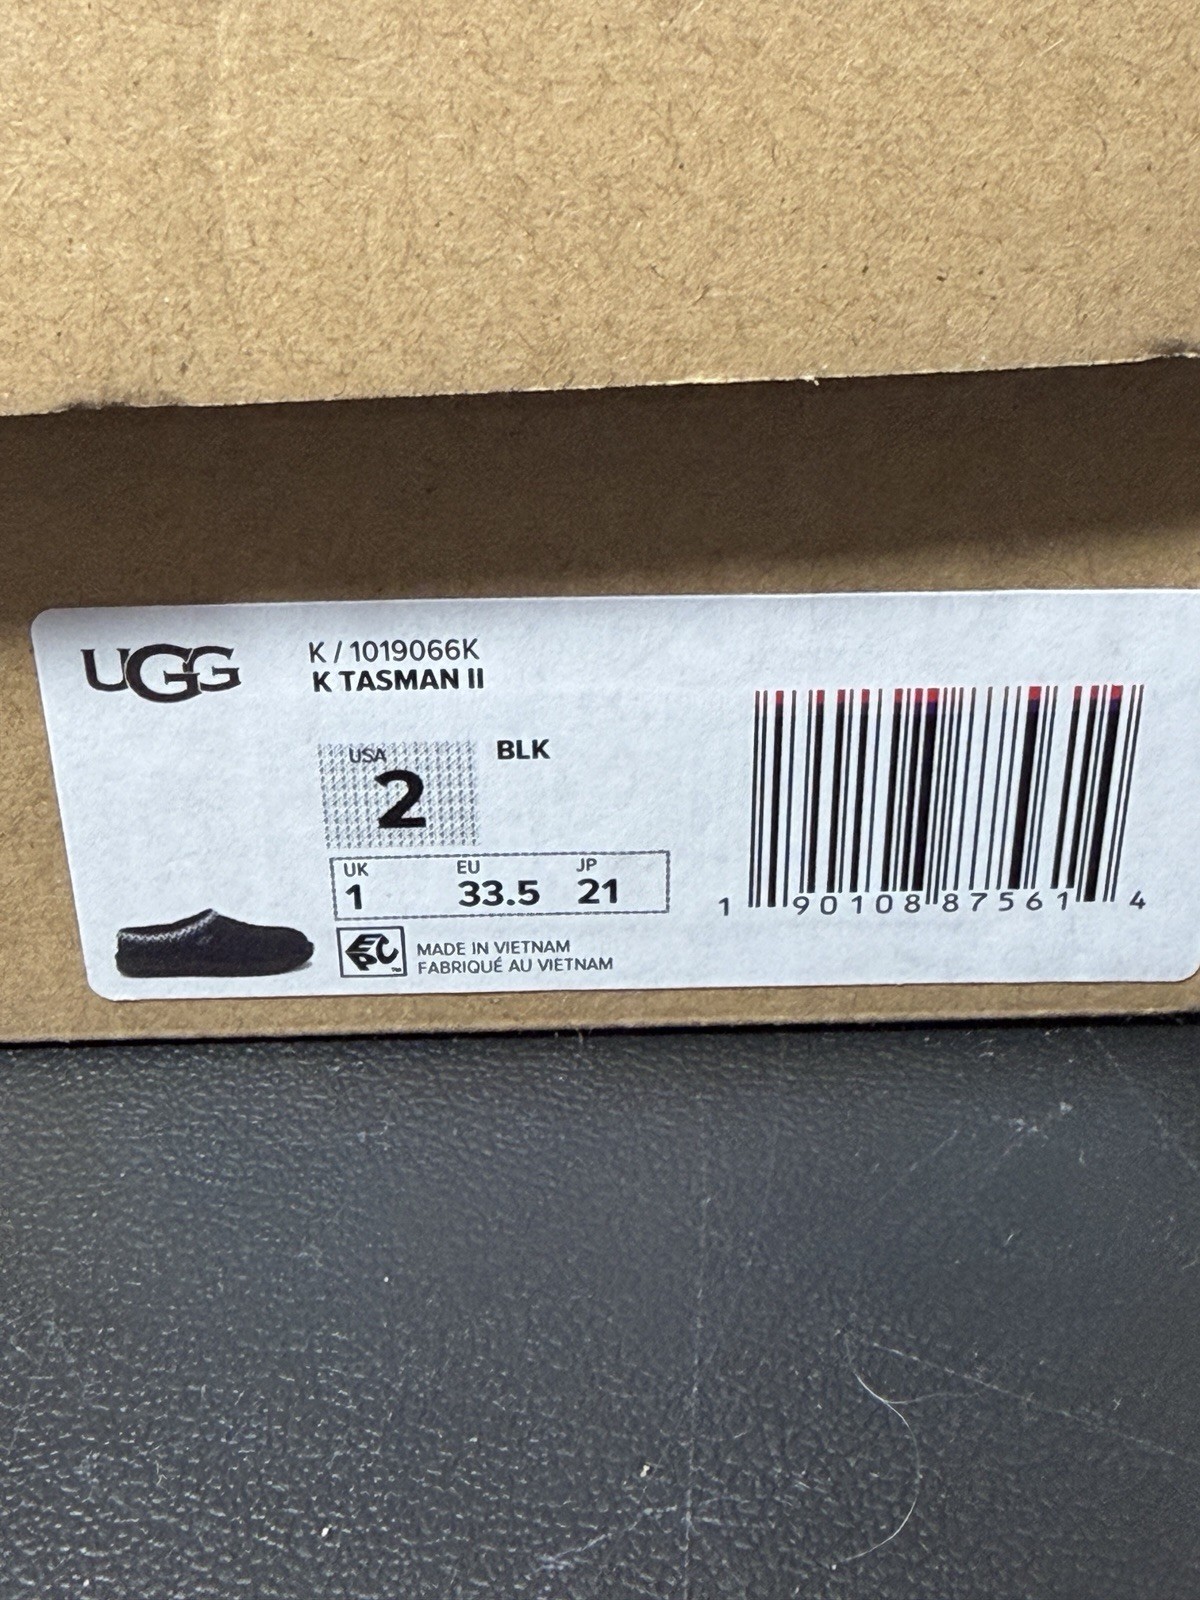 UGG
K / 1019066K
K TASMAN II
USA
2
BLK
UK EU JP
1 33.5 21
EPC
MADE IN VIETNAM
FABRIQUÉ AU VIETNAM
1 90108 87561 4